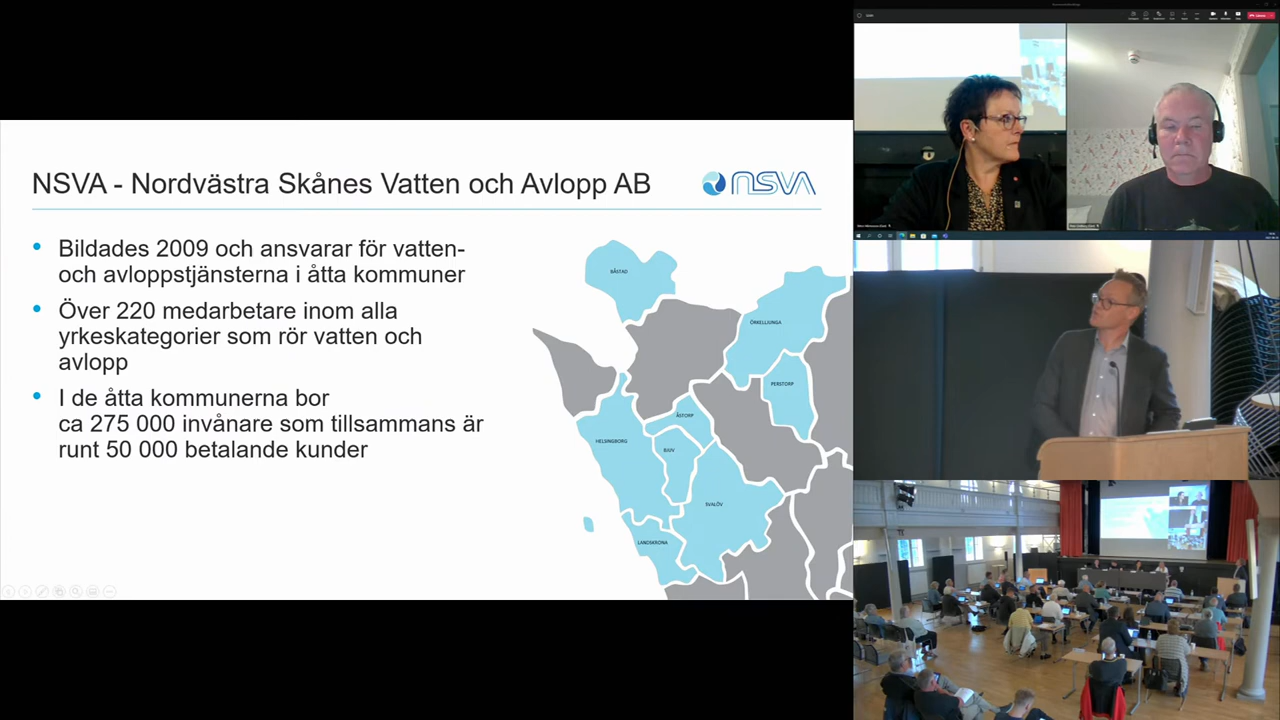 NSVA - Nordvästra Skånes Vatten och Avlopp AB
NSVA
Bildades 2009 och ansvarar för vatten-
och avloppstjänsterna i åtta kommuner
Över 220 medarbetare inom alla
yrkeskategorier som rör vatten och
avlopp
I de åtta kommunerna bor
ca 275 000 invånare som tillsammans är
runt 50 000 betalande kunder
BÅSTAD
ÖRKELLJUNGA
PERSTORP
ÅSTORP
HELSINGBORG
BJUV
SVALÖV
LANDSKRONA